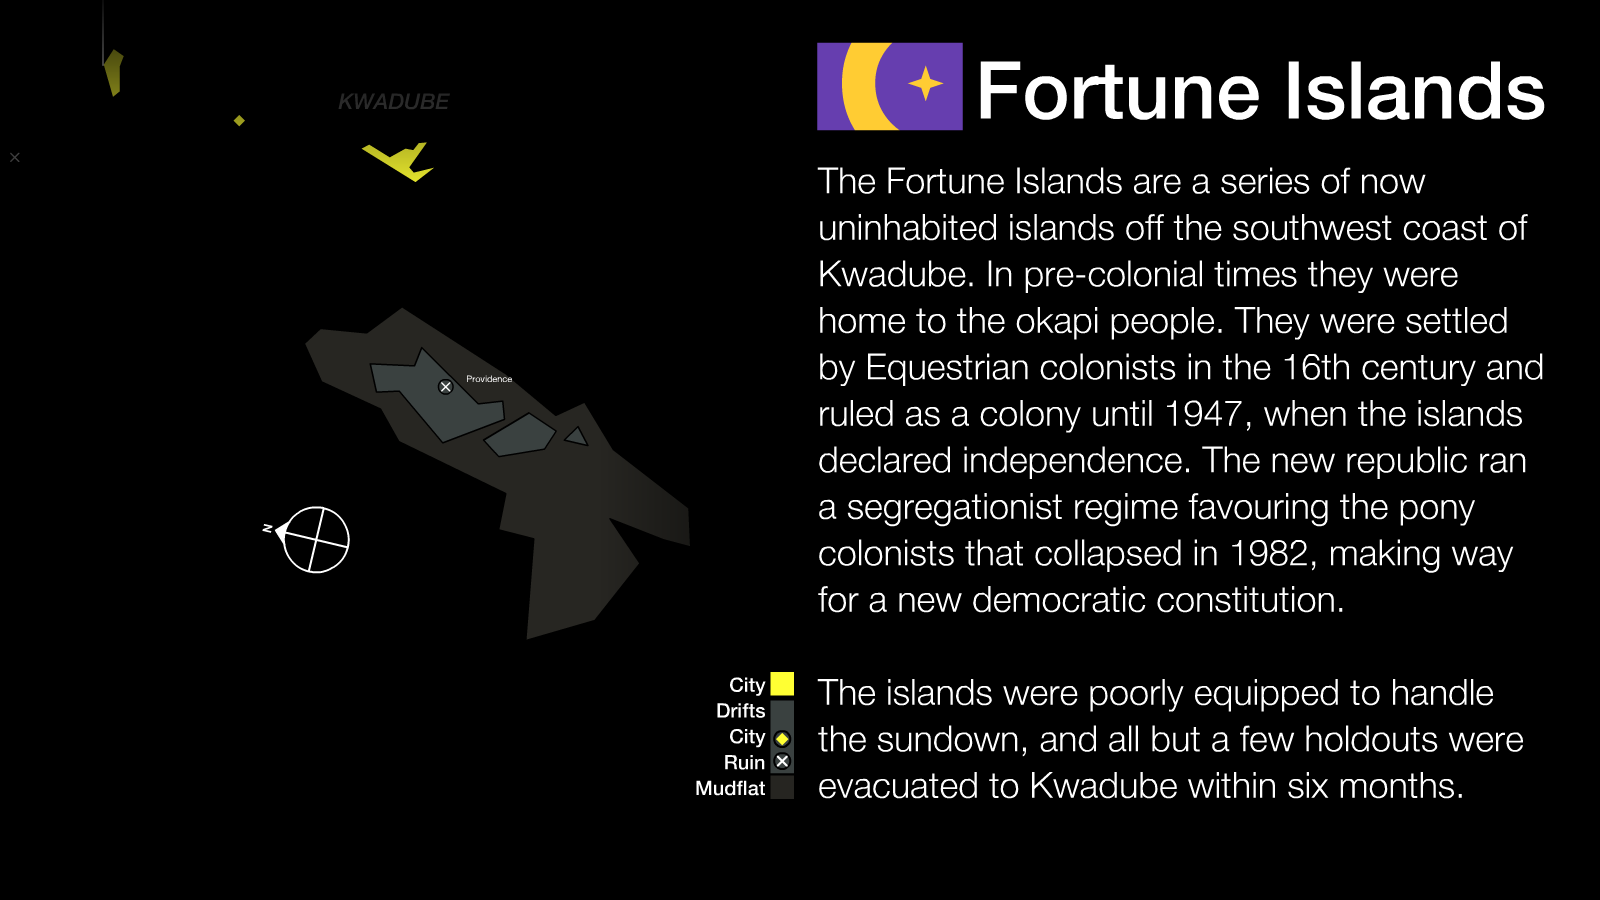 KWADUBE
Providence
N
City
Drifts
City
Ruin
Mudflat
Fortune Islands
The Fortune Islands are a series of now
uninhabited islands off the southwest coast of
Kwadube. In pre-colonial times they were
home to the okapi people. They were settled
by Equestrian colonists in the 16th century and
ruled as a colony until 1947, when the islands
declared independence. The new republic ran
a segregationist regime favouring the pony
colonists that collapsed in 1982, making way
for a new democratic constitution.
The islands were poorly equipped to handle
the sundown, and all but a few holdouts were
evacuated to Kwadube within six months.